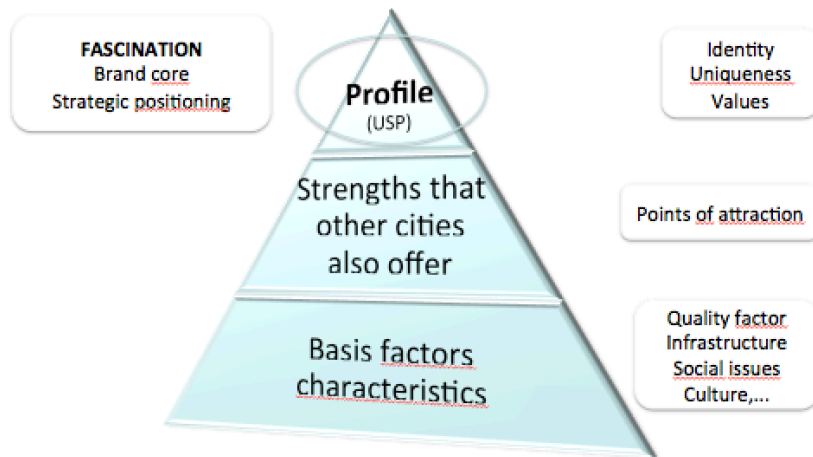 FASCINATION
Brand core
Strategic positioning
Profile
(USP)
Identity
Uniqueness
Values
Strengths that
other cities
also offer
Points of attraction
Basis factors
characteristics
Quality factor
Infrastructure
Social issues
Culture,...